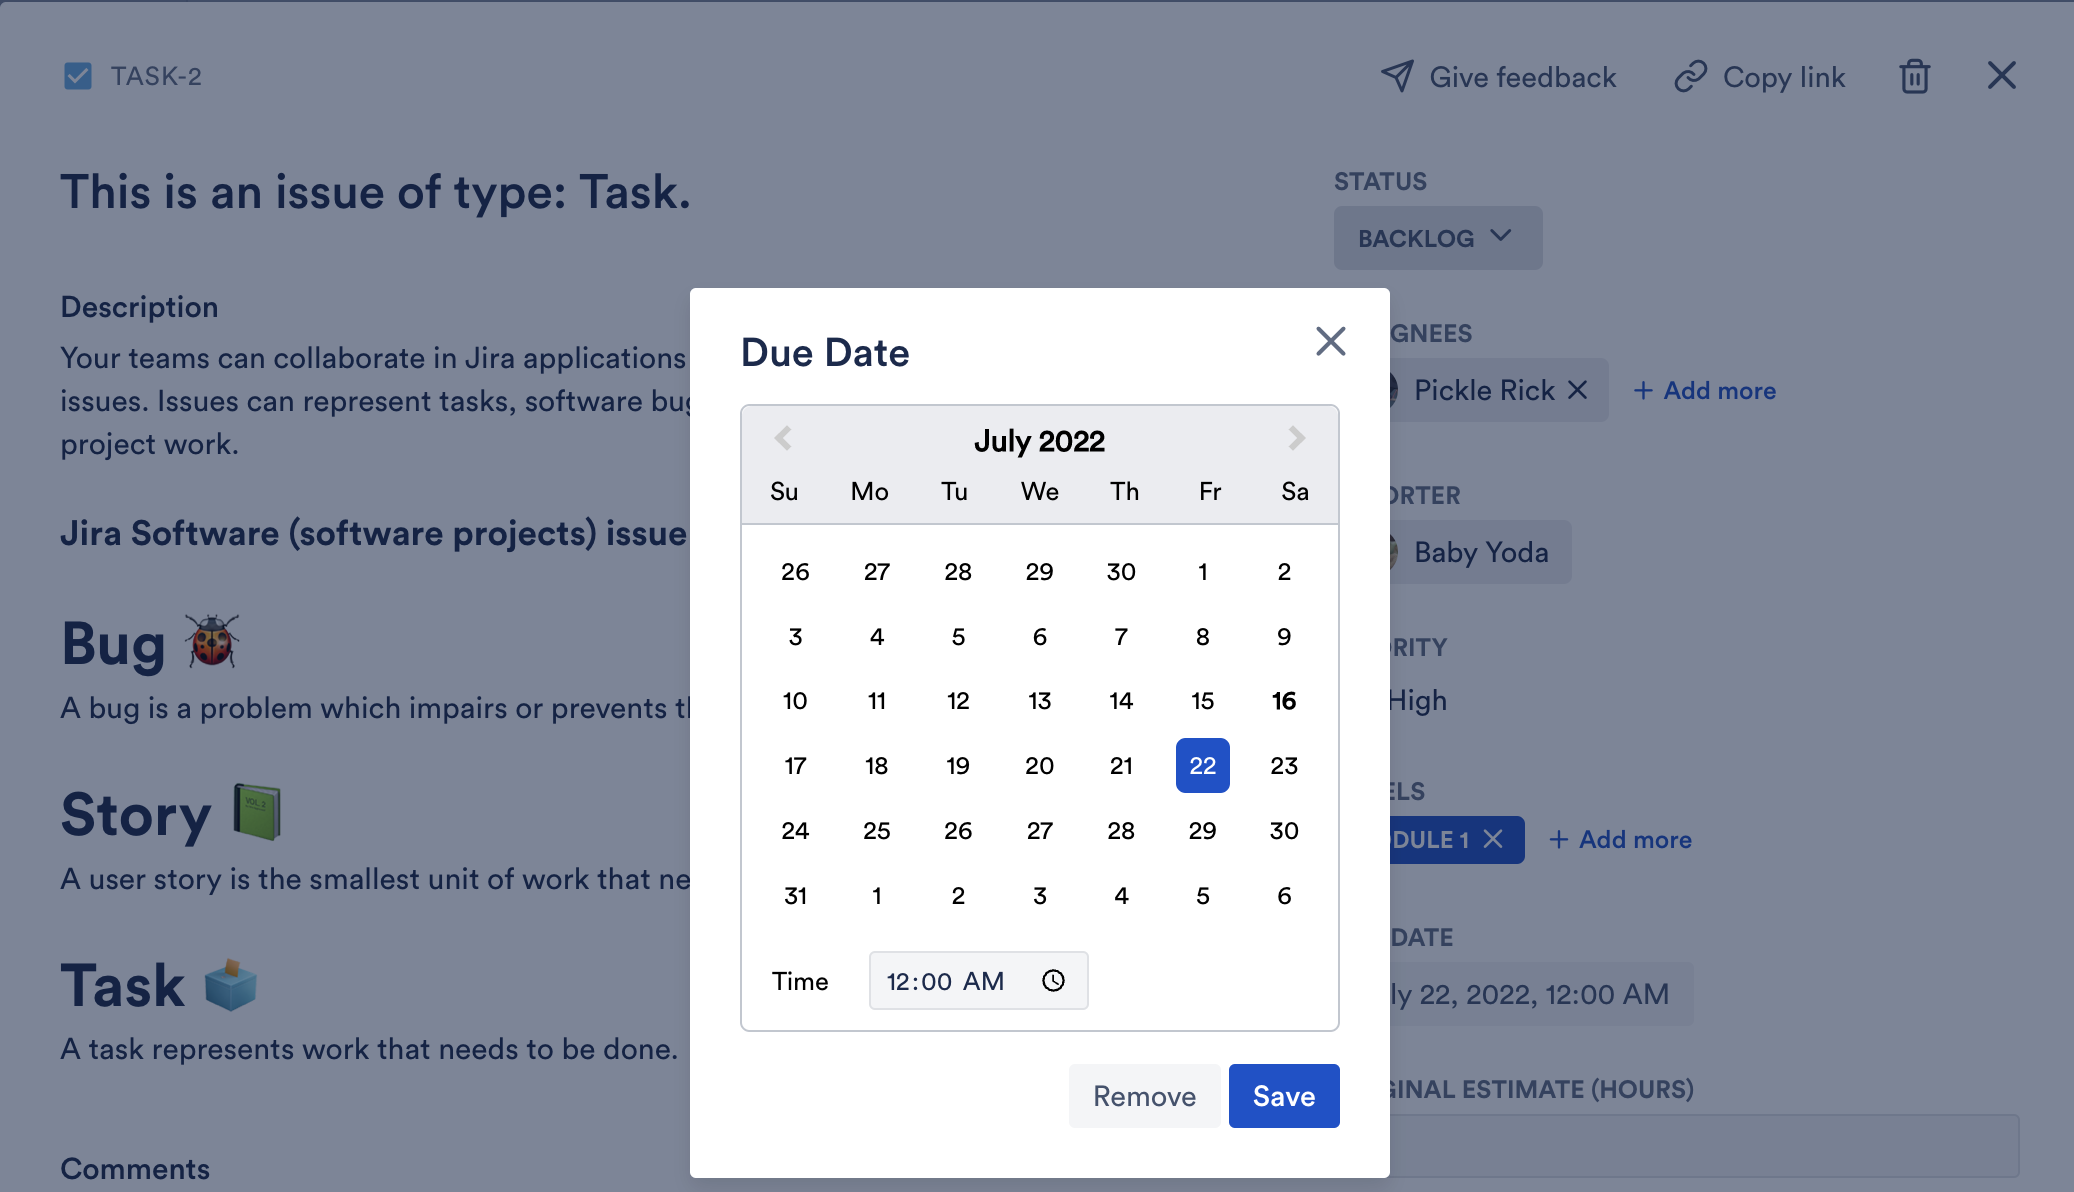 TASK-2
Give feedback
Copy link
This is an issue of type: Task.
STATUS
BACKLOG
Description
Your teams can collaborate in Jira applications
issues. Issues can represent tasks, software bug
project work.
Jira Software (software projects) issue
Bug
A bug is a problem which impairs or prevents
Story
VOL. 2
A user story is the smallest unit of work that
Task
A task represents work that needs to be done.
Comments
Due Date
July 2022
Su Mo Tu We Th Fr Sa
26 27 28 29 30 1 2
3 4 5 6 7 8 9
10 11 12 13 14 15 16
17 18 19 20 21 22 23
24 25 26 27 28 29 30
31 1 2 3 4 5 6
Time 12:00 AM
Remove Save
GNEES
Pickle Rick
+ Add more
ORTER
Baby Yoda
RITY
High
ELS
DULE 1
+ Add more
DATE
ly 22, 2022, 12:00 AM
GINAL ESTIMATE (HOURS)